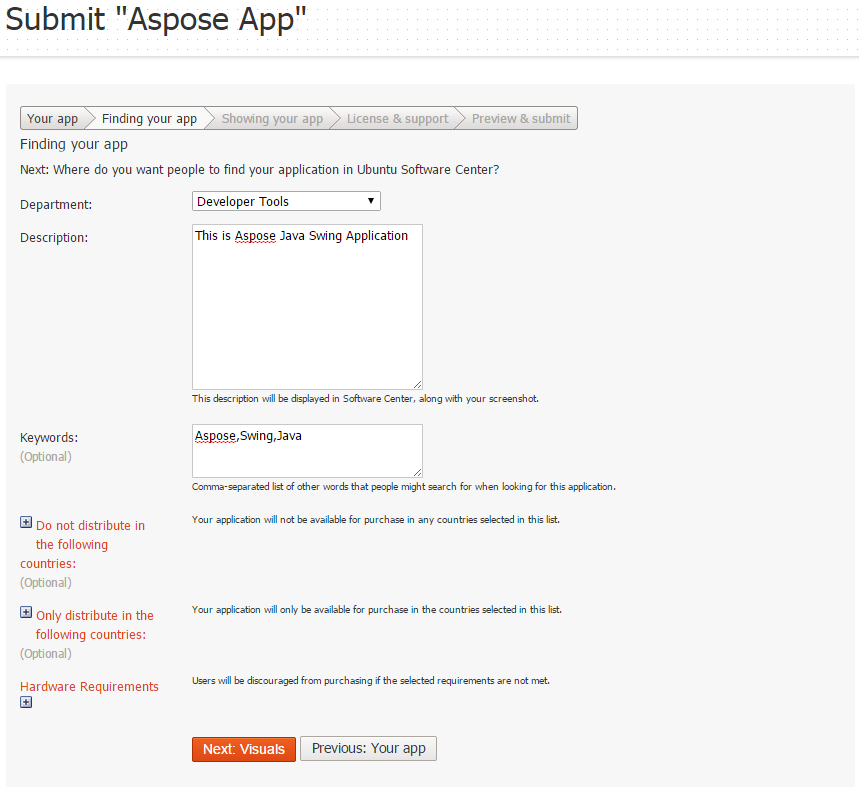 Submit "Aspose App"
Your app Finding your app Showing your app License & support Preview & submit
Finding your app
Next: Where do you want people to find your application in Ubuntu Software Center?
Department: Developer Tools
Description: This is Aspose Java Swing Application
This description will be displayed in Software Center, along with your screenshot.
Keywords: Aspose,Swing,Java
(Optional)
Comma-separated list of other words that people might search for when looking for this application.
Do not distribute in Your application will not be available for purchase in any countries selected in this list.
the following
countries:
(Optional)
Only distribute in the Your application will only be available for purchase in the countries selected in this list.
following countries:
(Optional)
Hardware Requirements Users will be discouraged from purchasing if the selected requirements are not met.
Next: Visuals Previous: Your app